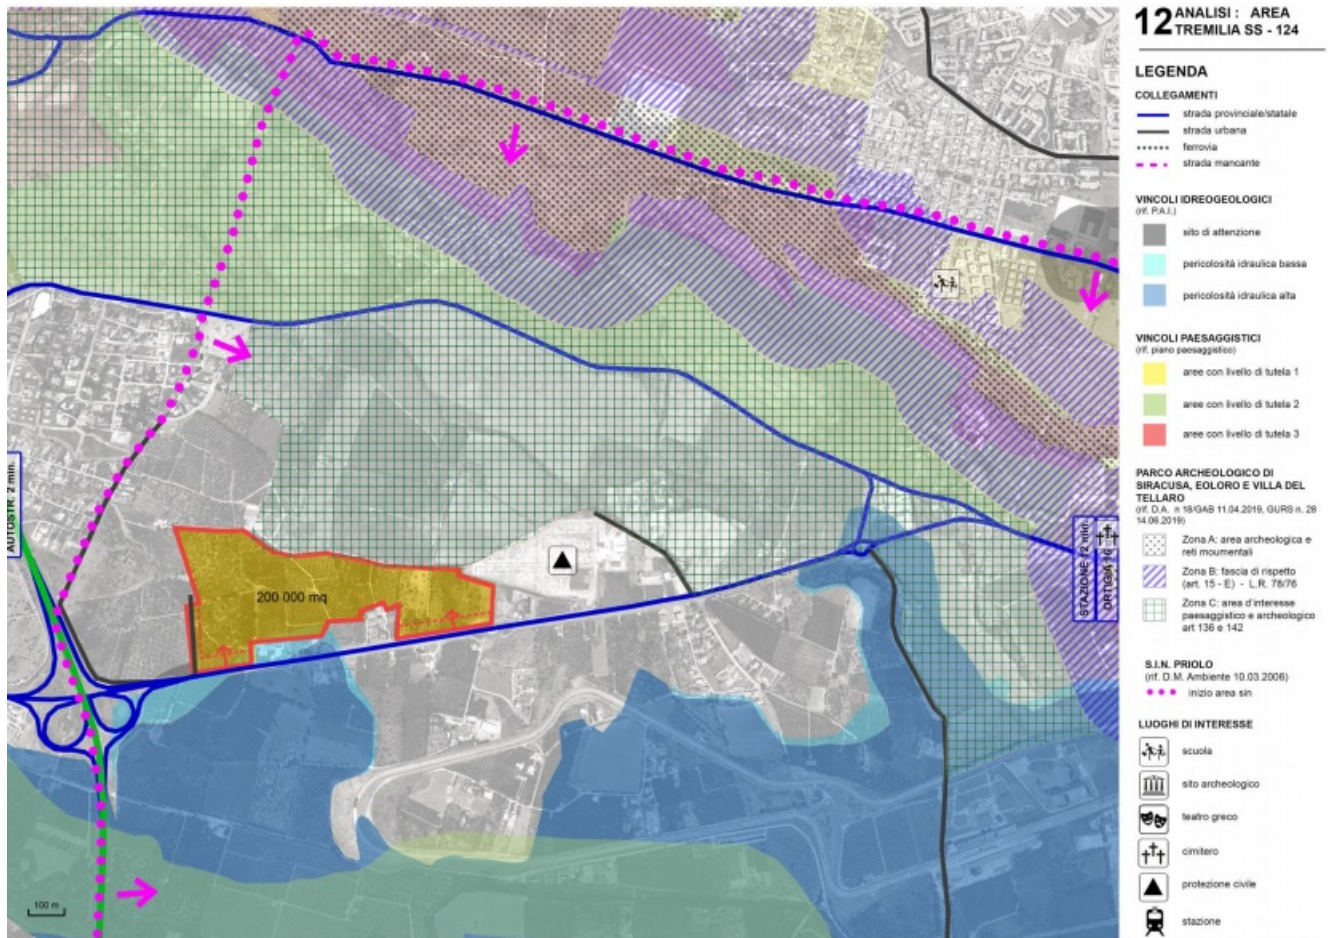 12 ANALISI : AREA
TREMILIA SS - 124
LEGENDA
COLLEGAMENTI
strada provinciale/statale
strada urbana
ferrovia
strada mancante
VINCOLI IDREOGEOLOGICI
(rif. P.A.I.)
sito di attenzione
pericolosità idraulica bassa
pericolosità idraulica alta
VINCOLI PAESAGGISTICI
(rif. piano paesaggistico)
aree con livello di tutela 1
aree con livello di tutela 2
aree con livello di tutela 3
PARCO ARCHEOLOGICO DI
SIRACUSA, EOLORO E VILLA DEL
TELLARO
(rif. D.A. n 18/GAB 11.04.2019, GURS n. 28
14.06.2019)
Zona A: area archeologica e
reti moumentali
Zona B: fascia di rispetto
(art. 15 - E) - L.R. 78/76
Zona C: area d'interesse
paesaggistico e archeologico
art 136 e 142
S.I.N. PRIOLO
(rif. D.M. Ambiente 10.03.2006)
inizio area sin
LUOGHI DI INTERESSE
scuola
sito archeologico
teatro greco
cimitero
protezione civile
stazione
AUTOSTR. 2 min.
200 000 mq
STAZIONE 12 min.
ORTIGIA
100 m